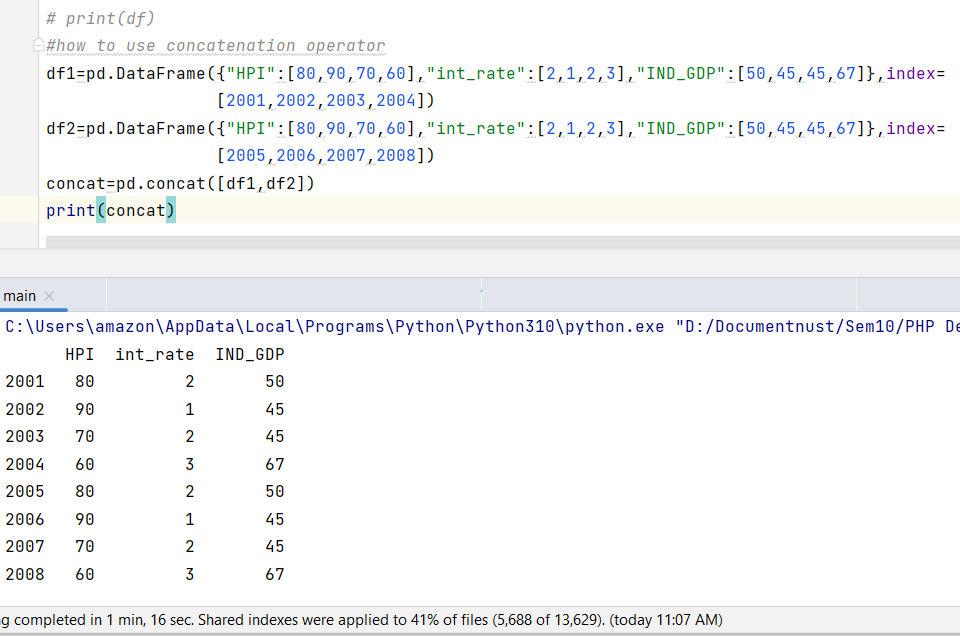 # print(df)
#how to use concatenation operator
df1=pd.DataFrame({"HPI":[80,90,70,60],"int_rate":[2,1,2,3],"IND_GDP":[50,45,45,67]},index=
[2001,2002,2003,2004])
df2=pd.DataFrame({"HPI":[80,90,70,60],"int_rate":[2,1,2,3],"IND_GDP":[50,45,45,67]},index=
[2005,2006,2007,2008])
concat=pd.concat([df1,df2])
print(concat)
main
C:\Users\amazon\AppData\Local\Programs\Python\Python310\python.exe "D:/Documentnust/Sem10/PHP De
HPI int_rate IND_GDP
2001 80 2 50
2002 90 1 45
2003 70 2 45
2004 60 3 67
2005 80 2 50
2006 90 1 45
2007 70 2 45
2008 60 3 67
g completed in 1 min, 16 sec. Shared indexes were applied to 41% of files (5,688 of 13,629). (today 11:07 AM)